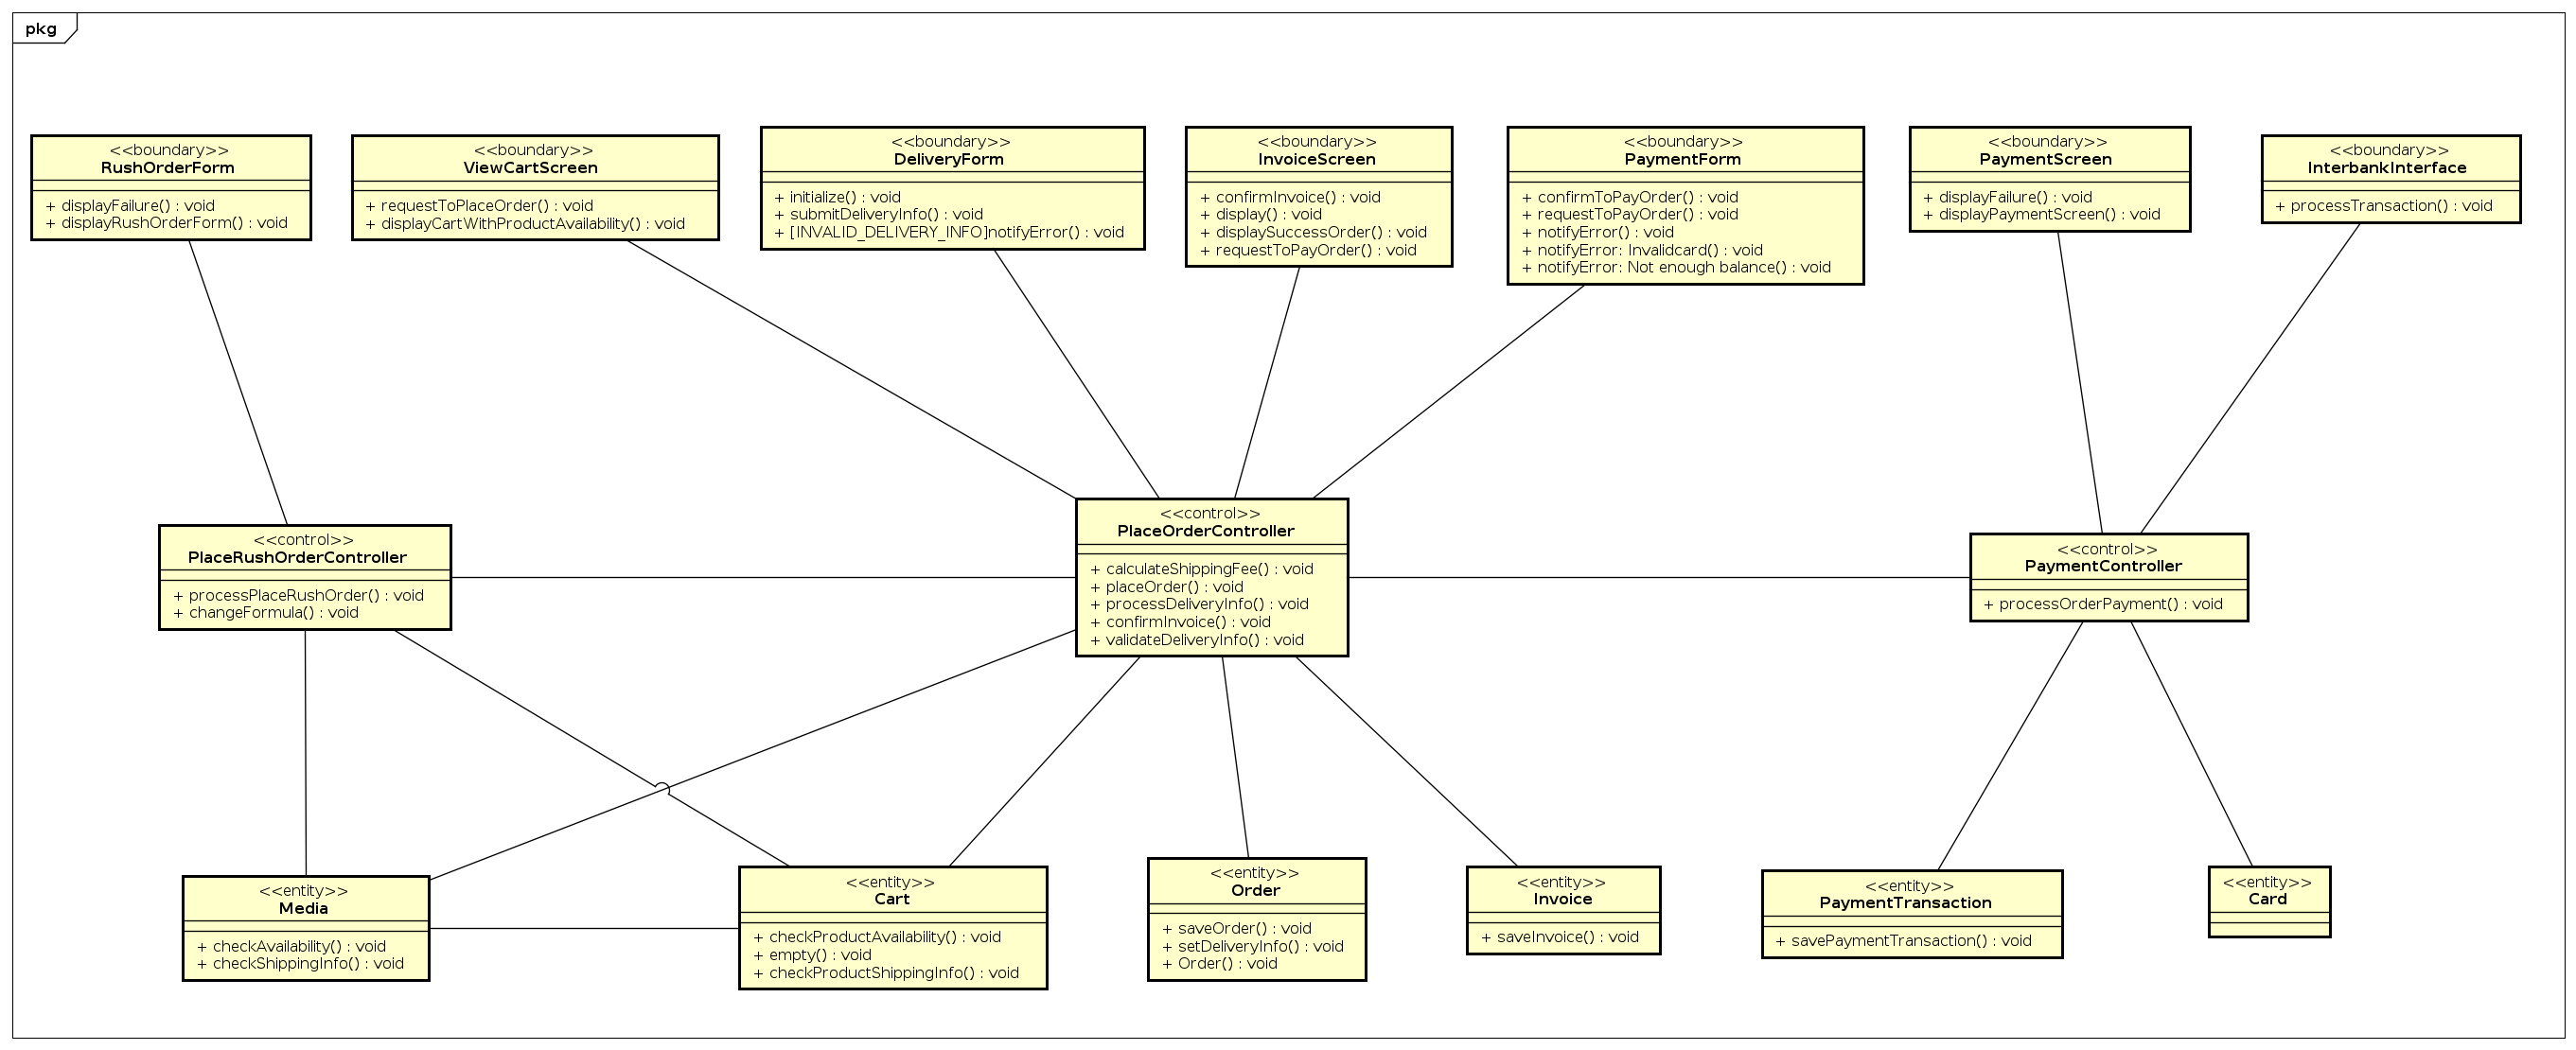 pkg
<<boundary>>
RushOrderForm
+ displayFailure() : void
+ displayRushOrderForm() : void
<<boundary>>
ViewCartScreen
+ requestToPlaceOrder() : void
+ displayCartWithProductAvailability() : void
<<boundary>>
DeliveryForm
+ initialize() : void
+ submitDeliveryInfo() : void
+ [INVALID_DELIVERY_INFO]notifyError() : void
<<boundary>>
InvoiceScreen
+ confirmInvoice() : void
+ display() : void
+ displaySuccessOrder() : void
+ requestToPayOrder() : void
<<boundary>>
PaymentForm
+ confirmToPayOrder() : void
+ requestToPayOrder() : void
+ notifyError() : void
+ notifyError: Invalidcard() : void
+ notifyError: Not enough balance() : void
<<boundary>>
PaymentScreen
+ displayFailure() : void
+ displayPaymentScreen() : void
<<boundary>>
InterbankInterface
+ processTransaction() : void
<<control>>
PlaceRushOrderController
+ processPlaceRushOrder() : void
+ changeFormula() : void
<<control>>
PlaceOrderController
+ calculateShippingFee() : void
+ placeOrder() : void
+ processDeliveryInfo() : void
+ confirmInvoice() : void
+ validateDeliveryInfo() : void
<<control>>
PaymentController
+ processOrderPayment() : void
<<entity>>
Media
+ checkAvailability() : void
+ checkShippingInfo() : void
<<entity>>
Cart
+ checkProductAvailability() : void
+ empty() : void
+ checkProductShippingInfo() : void
<<entity>>
Order
+ saveOrder() : void
+ setDeliveryInfo() : void
+ Order() : void
<<entity>>
Invoice
+ saveInvoice() : void
<<entity>>
PaymentTransaction
+ savePaymentTransaction() : void
<<entity>>
Card